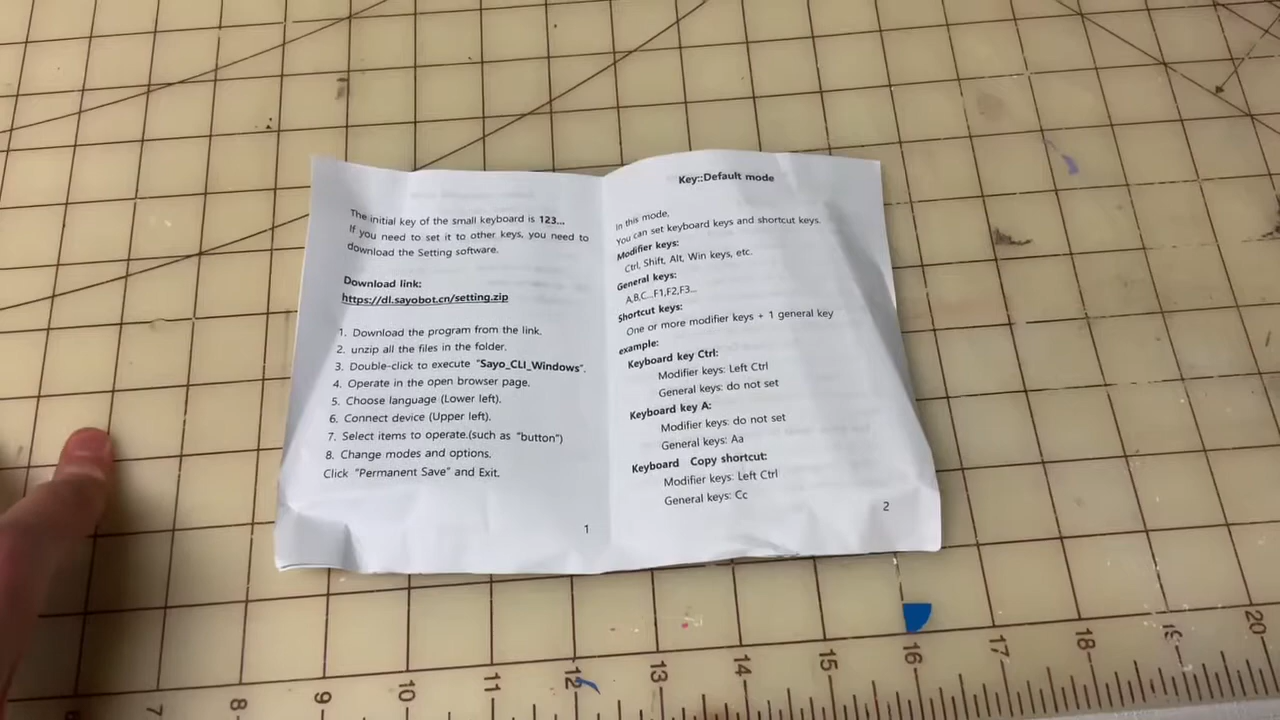 The initial key of the small keyboard is 123...
If you need to set it to other keys, you need to
download the Setting software.
Download link:
https://dl.sayobot.cn/setting.zip
1. Download the program from the link.
2. unzip all the files in the folder.
3. Double-click to execute "Sayo_CLI_Windows".
4. Operate in the open browser page.
5. Choose language (Lower left).
6. Connect device (Upper left).
7. Select items to operate.(such as "button")
8. Change modes and options.
Click "Permanent Save" and Exit.
1
Key::Default mode
In this mode,
You can set keyboard keys and shortcut keys.
Modifier keys:
Ctrl, Shift, Alt, Win keys, etc.
General keys:
A,B,C...F1,F2,F3...
Shortcut keys:
One or more modifier keys + 1 general key
example:
Keyboard key Ctrl:
Modifier keys: Left Ctrl
General keys: do not set
Keyboard key A:
Modifier keys: do not set
General keys: Aa
Keyboard Copy shortcut:
Modifier keys: Left Ctrl
General keys: Cc
2
7 8 9 10 11 12 13 14 15 16 17 18 19 20